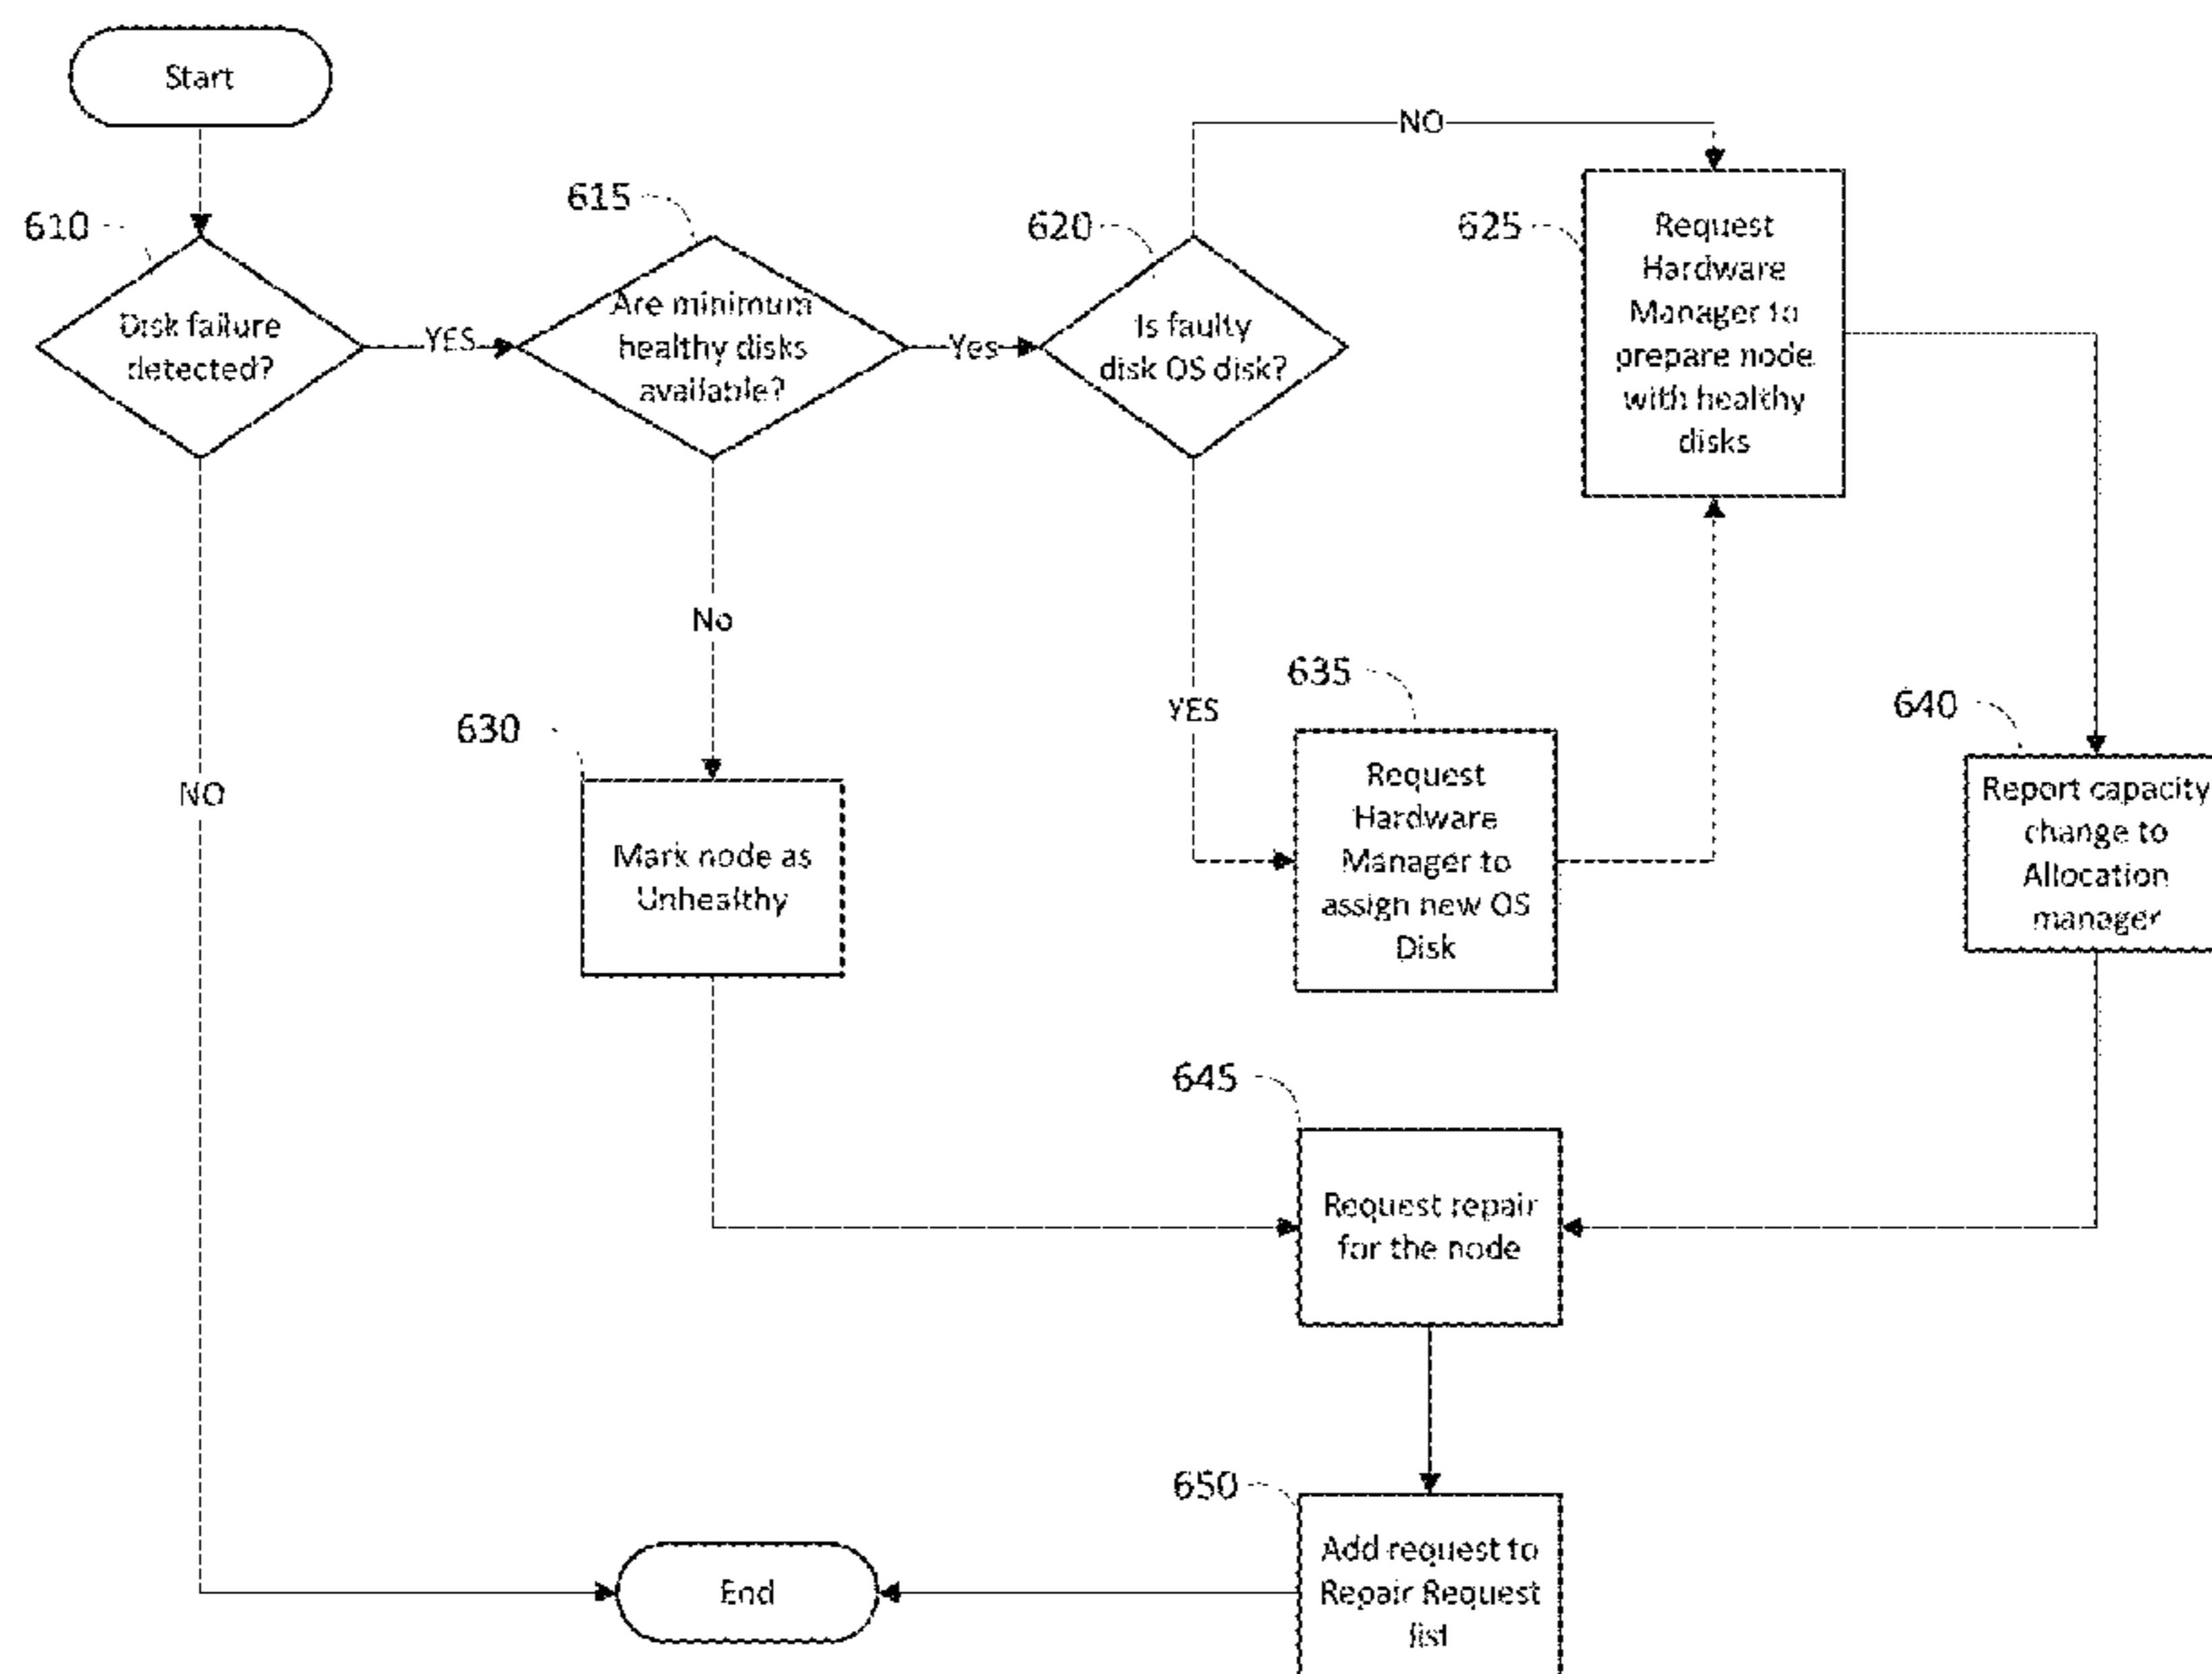 Start
NO
615
610
620
625
Request
Hardware
Manager to
prepare node
with healthy
disks
Disk failure
detected?
YES
Are minimum
healthy disks
available?
Yes
Is faulty
disk OS disk?
No
YES
635
640
630
NO
Mark node as
Unhealthy
Request
Hardware
Manager to
assign new OS
Disk
Report capacity
change to
Allocation
manager
645
Request repair
for the node
650
End
Add request to
Repair Request
list